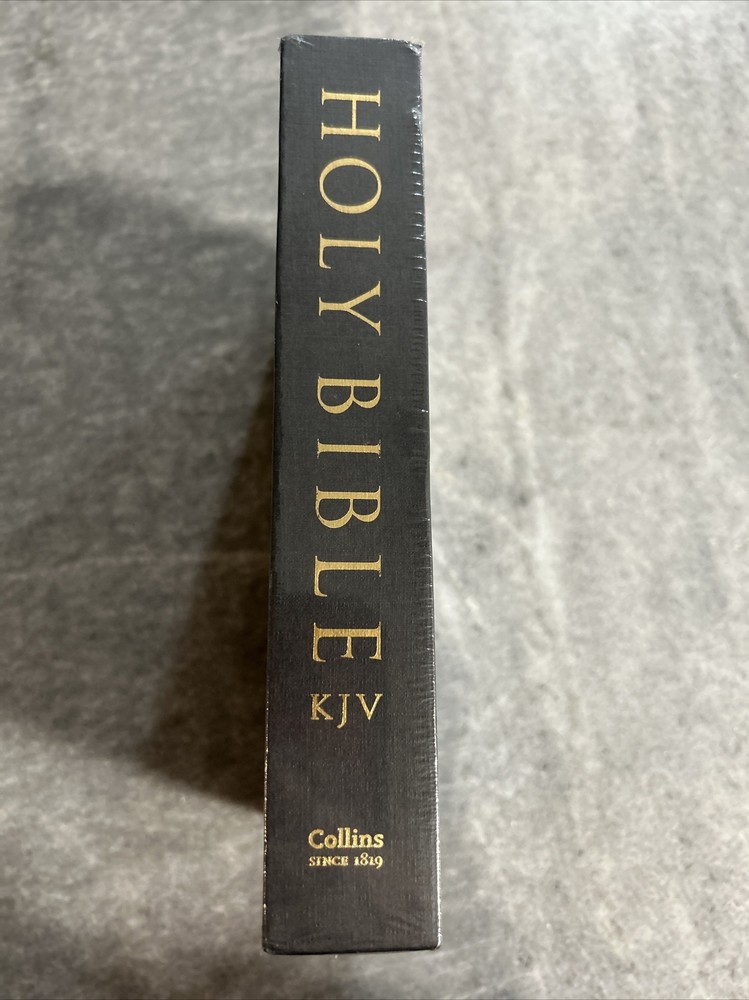 HOLY BIBLE
KJV
Collins
SINCE 1819